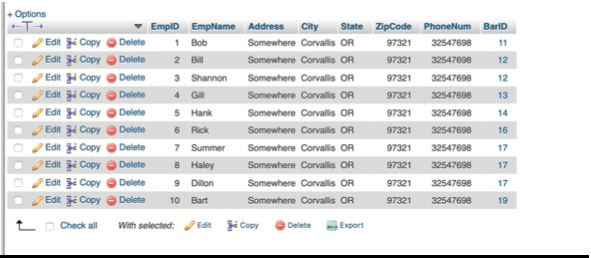 + Options
EmpID EmpName Address City State ZipCode PhoneNum BarID
Edit Copy Delete 1 Bob Somewhere Corvallis OR 97321 32547698 11
Edit Copy Delete 2 Bill Somewhere Corvallis OR 97321 32547698 12
Edit Copy Delete 3 Shannon Somewhere Corvallis OR 97321 32547698 12
Edit Copy Delete 4 Gill Somewhere Corvallis OR 97321 32547698 13
Edit Copy Delete 5 Hank Somewhere Corvallis OR 97321 32547698 14
Edit Copy Delete 6 Rick Somewhere Corvallis OR 97321 32547698 16
Edit Copy Delete 7 Summer Somewhere Corvallis OR 97321 32547698 17
Edit Copy Delete 8 Haley Somewhere Corvallis OR 97321 32547698 17
Edit Copy Delete 9 Dillon Somewhere Corvallis OR 97321 32547698 17
Edit Copy Delete 10 Bart Somewhere Corvallis OR 97321 32547698 19
Check all With selected: Edit Copy Delete Export